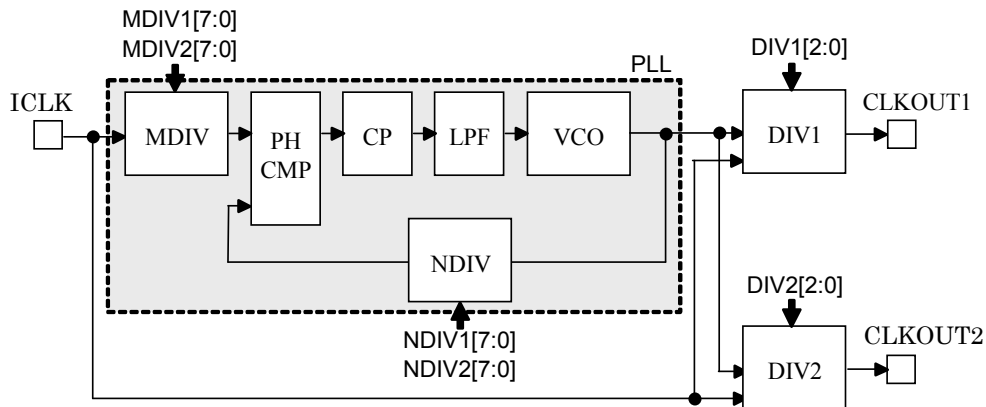 MDIV1[7:0]
MDIV2[7:0]
DIV1[2:0]
PLL
ICLK
CLKOUT1
MDIV
PH
CMP
CP
LPF
VCO
DIV1
NDIV
DIV2[2:0]
NDIV1[7:0]
NDIV2[7:0]
CLKOUT2
DIV2